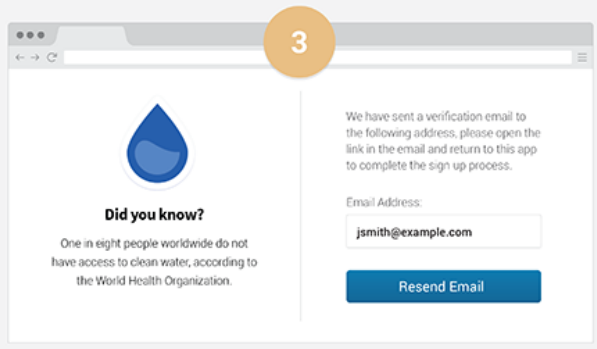 3
Did you know?
One in eight people worldwide do not
have access to clean water, according to
the World Health Organization.
We have sent a verification email to
the following address, please open the
link in the email and return to this app
to complete the sign up process.
Email Address:
jsmith@example.com
Resend Email